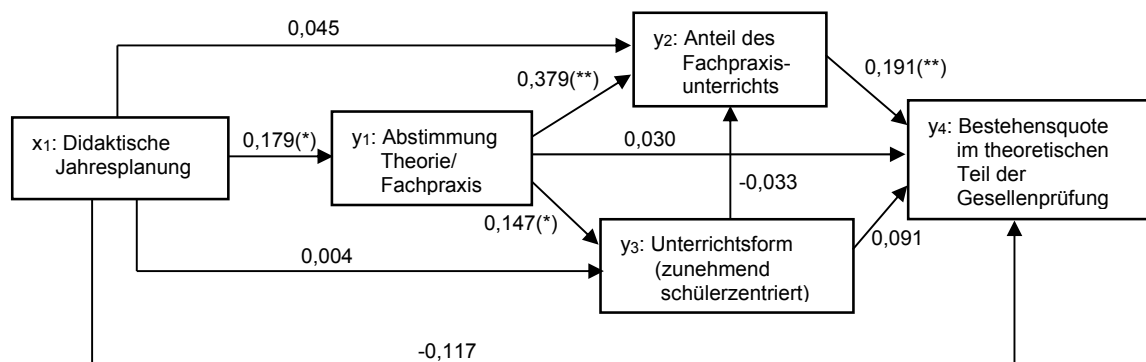 0,045
y2: Anteil des
Fachpraxis-
unterrichts
0,379(**)
0,191(**)
x1: Didaktische
Jahresplanung
0,179(*)
y1: Abstimmung
Theorie/
Fachpraxis
0,030
-0,033
y4: Bestehensquote
im theoretischen
Teil der
Gesellenprüfung
0,147(*)
0,004
y3: Unterrichtsform
(zunehmend
schülerzentriert)
0,091
-0,117